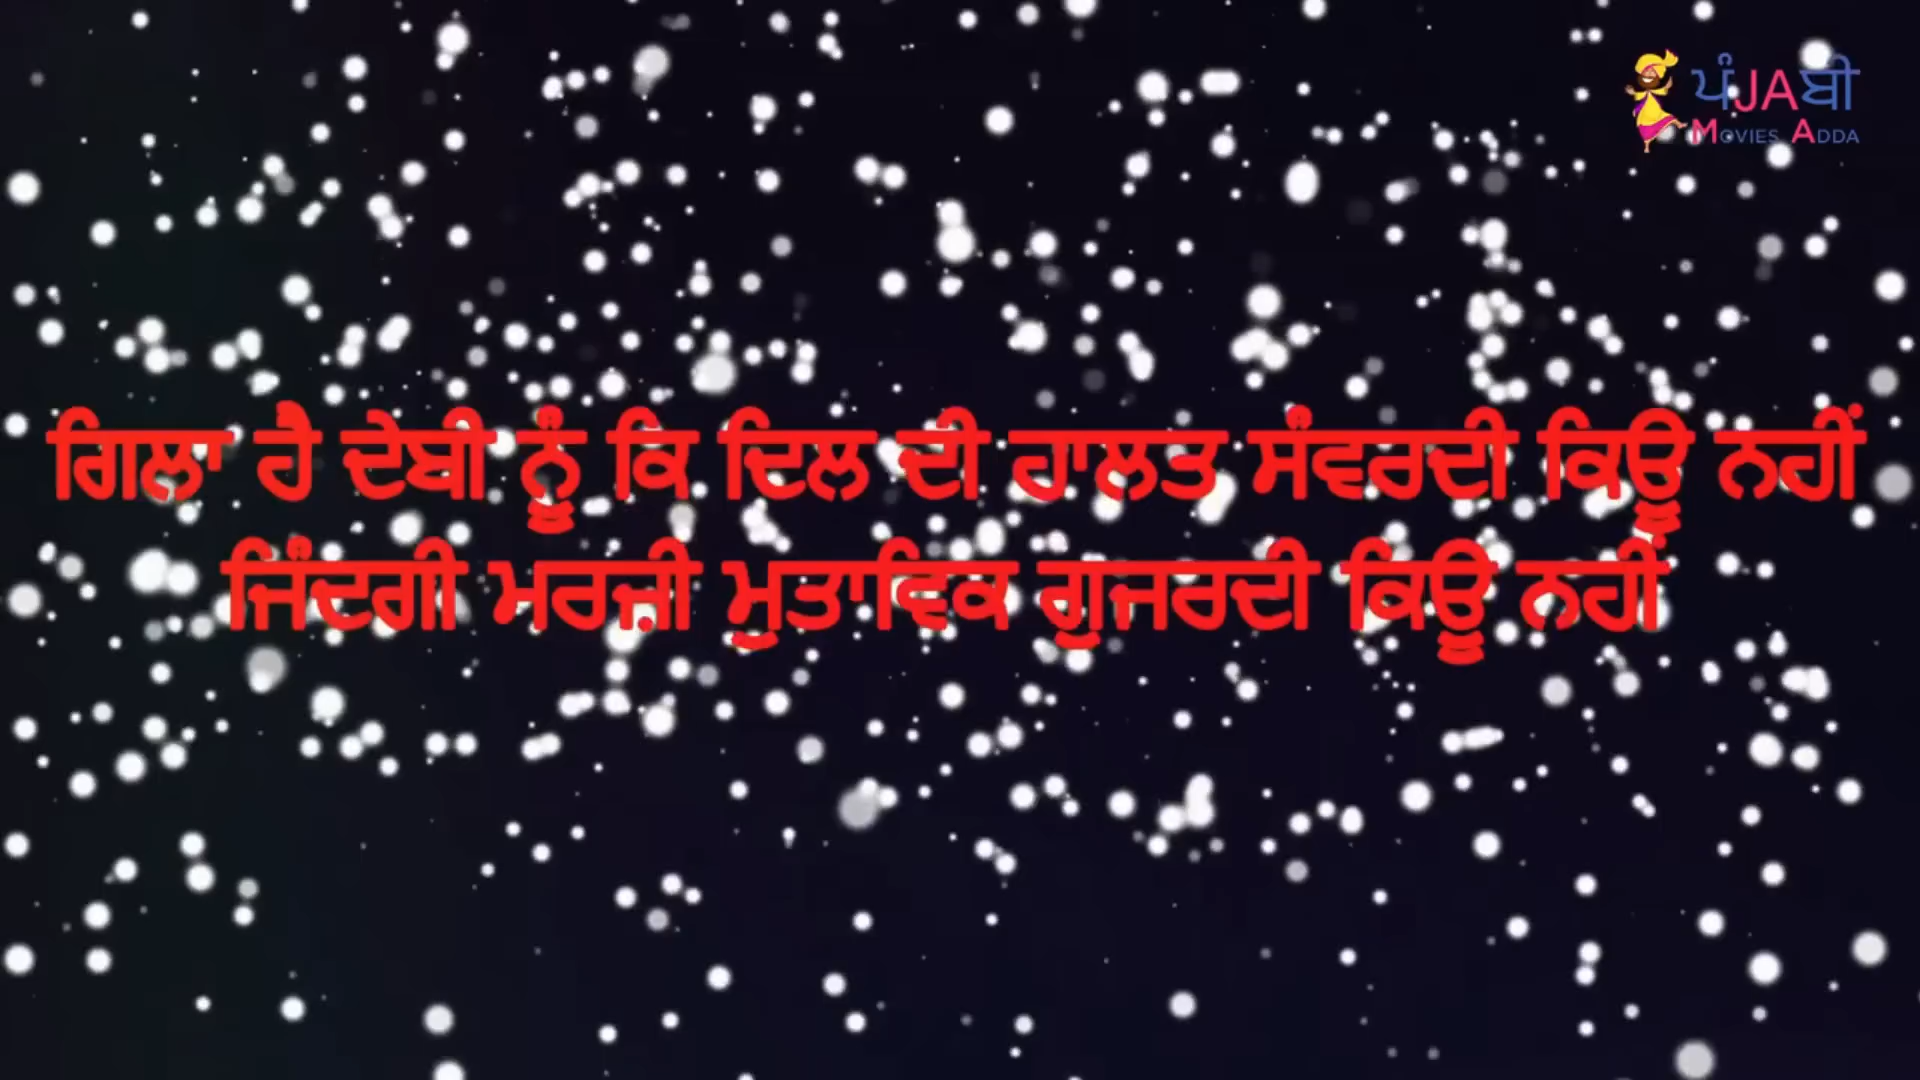 ਪੰJAਬੀ
MOVIES ADDA
ਗਿਲਾ ਹੈ ਦੇਬੀ ਨੂੰ ਕਿ ਦਿਲ ਦੀ ਹਾਲਤ ਸੰਵਰਦੀ ਕਿਊਂ ਨਹੀਂ
ਜਿੰਦਗੀ ਮਰਜ਼ੀ ਮੁਤਾਵਿਕ ਗੁਜਰਦੀ ਕਿਊਂ ਨਹੀਂ